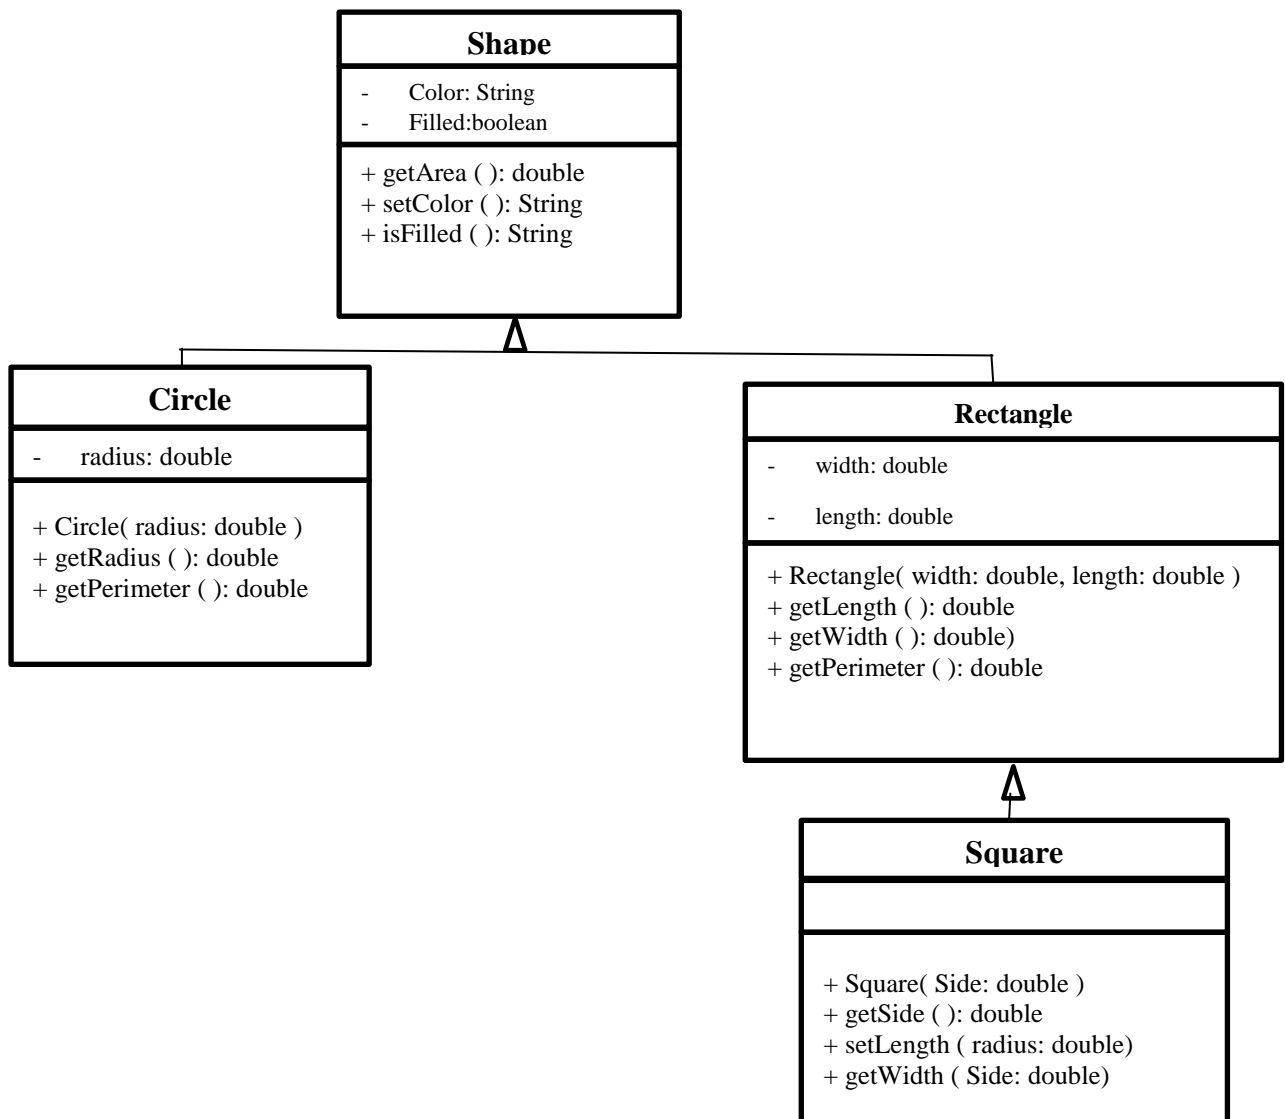 Shape
- Color: String
- Filled:boolean
+ getArea ( ): double
+ setColor ( ): String
+ isFilled ( ): String
Circle
- radius: double
+ Circle( radius: double )
+ getRadius ( ): double
+ getPerimeter ( ): double
Rectangle
- width: double
- length: double
+ Rectangle( width: double, length: double )
+ getLength ( ): double
+ getWidth ( ): double)
+ getPerimeter ( ): double
Square
+ Square( Side: double )
+ getSide ( ): double
+ setLength ( radius: double)
+ getWidth ( Side: double)